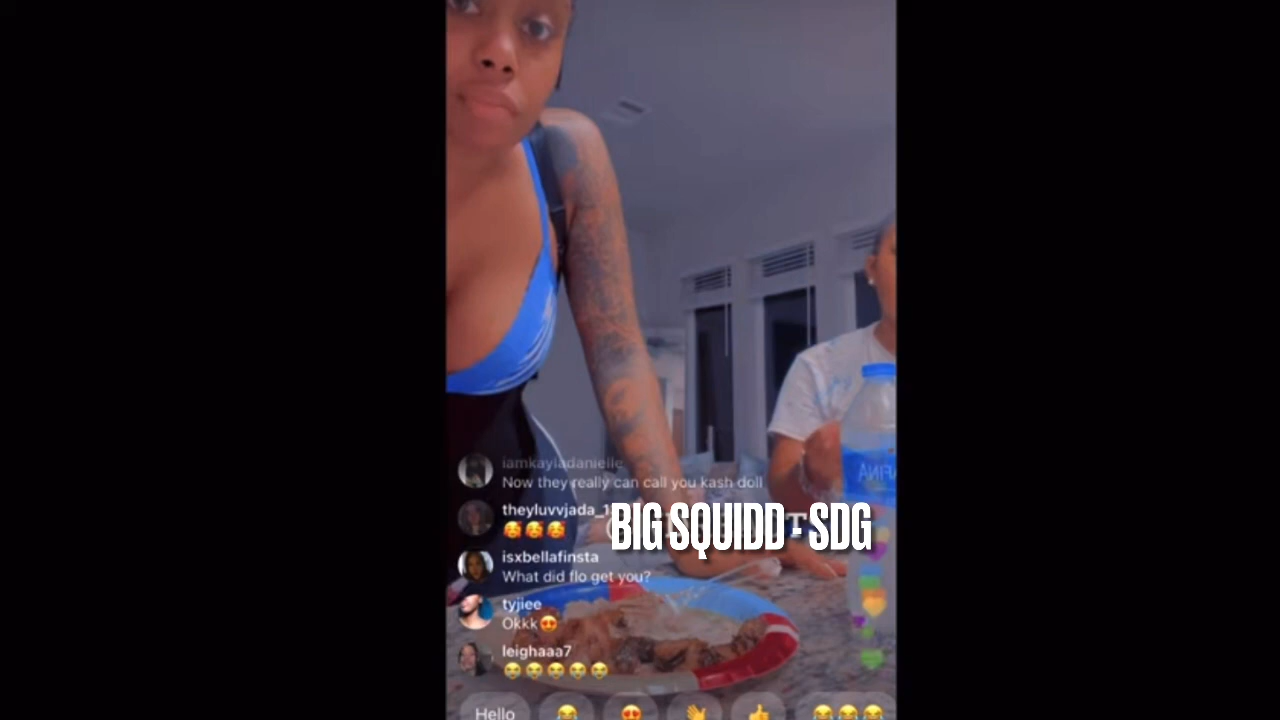 iamkayladanielle
Now they really can call you kash doll
theyluvvjada_1
🥰🥰🥰
BIG SQUIDD - SDG
isxbellafinsta
What did flo get you?
tyjiee
Okkk😍
leighaaa7
😭😭😭😭😭
Hello 😂 😍 👋 👍 😂😂😂